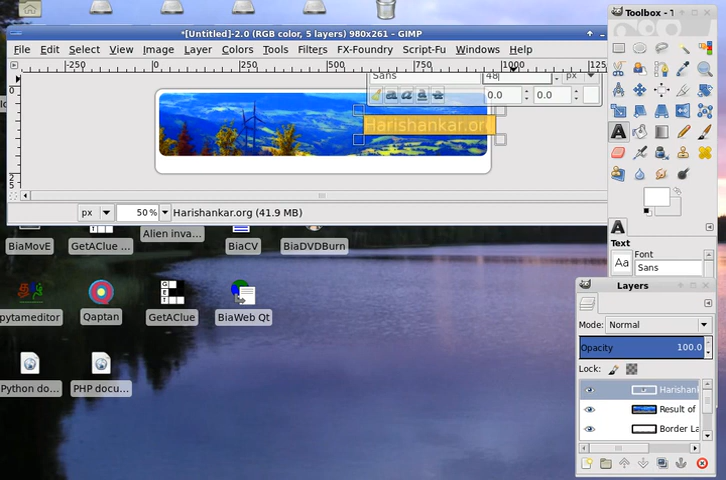 *[Untitled]-2.0 (RGB color, 5 layers) 980x261 – GIMP
File Edit Select View Image Layer Colors Tools Filters FX-Foundry Script-Fu Windows Help
-250 0 250 500 750 1000 125
Sans 48 px
0.0 0.0
Harishankar.org
px 50% Harishankar.org (41.9 MB)
Toolbox - T
Text
Font
Aa Sans
Layers
Mode: Normal
Opacity 100.0
Lock:
Harishank
Result of
Border La
Alien inva...
BiaMovE GetAClue ... BiaCV BiaDVDBurn
pytameditor Qaptan GetAClue BiaWeb Qt
Python do... PHP docu...